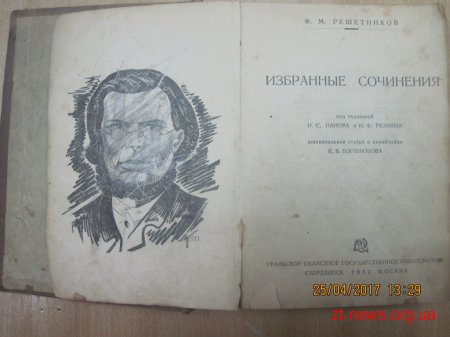 Ф. М. РЕШЕТНИКОВ
ИЗБРАННЫЕ СОЧИНЕНИЯ
ПОД РЕДАКЦИЕЙ
И. С. ПАНОВА и И. Ф. РЮМИНА
ВСТУПИТЕЛЬНАЯ СТАТЬЯ И ПРИМЕЧАНИЯ
К. В. БОГОЛЮБОВА
УРАЛЬСКОЕ ОБЛАСТНОЕ ГОСУДАРСТВЕННОЕ ИЗДАТЕЛЬСТВО
СВЕРДЛОВСК 1933 МОСКВА
25/04/2017 13:29
zt-news.org.ua